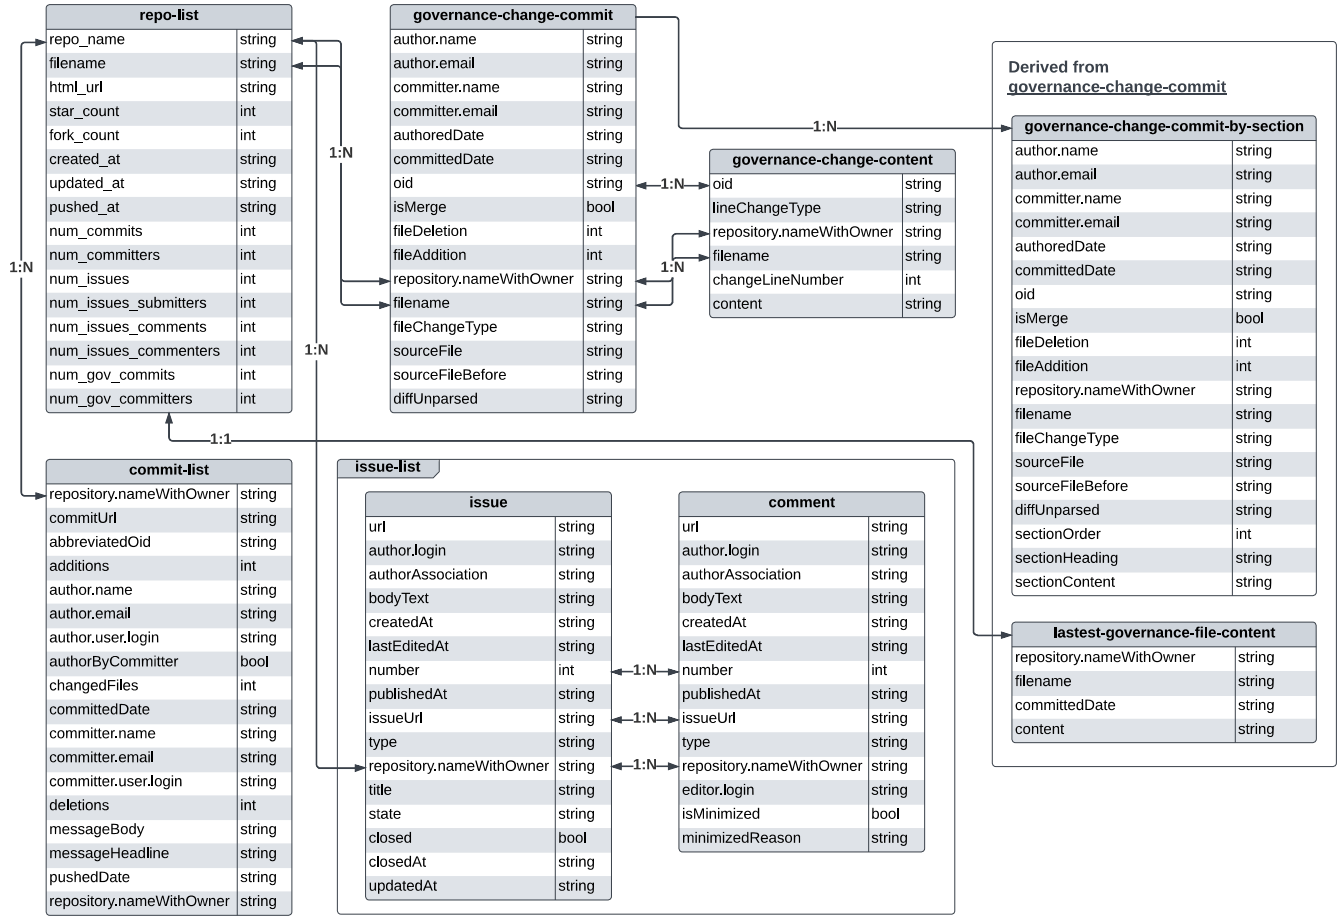 repo-list
repo_name string
filename string
html_url string
star_count int
fork_count int
created_at string
updated_at string
pushed_at string
num_commits int
num_committers int
num_issues int
num_issues_submitters int
num_issues_comments int
num_issues_commenters int
num_gov_commits int
num_gov_committers int
governance-change-commit
author.name string
author.email string
committer.name string
committer.email string
authoredDate string
committedDate string
oid string
isMerge bool
fileDeletion int
fileAddition int
repository.nameWithOwner string
filename string
fileChangeType string
sourceFile string
sourceFileBefore string
diffUnparsed string
governance-change-content
oid string
lineChangeType string
repository.nameWithOwner string
filename string
changeLineNumber int
content string
Derived from
governance-change-commit
governance-change-commit-by-section
author.name string
author.email string
committer.name string
committer.email string
authoredDate string
committedDate string
oid string
isMerge bool
fileDeletion int
fileAddition int
repository.nameWithOwner string
filename string
fileChangeType string
sourceFile string
sourceFileBefore string
diffUnparsed string
sectionOrder int
sectionHeading string
sectionContent string
lastest-governance-file-content
repository.nameWithOwner string
filename string
committedDate string
content string
commit-list
repository.nameWithOwner string
commitUrl string
abbreviatedOid string
additions int
author.name string
author.email string
author.user.login string
authorByCommitter bool
changedFiles int
committedDate string
committer.name string
committer.email string
committer.user.login string
deletions int
messageBody string
messageHeadline string
pushedDate string
repository.nameWithOwner string
issue-list
issue
url string
author.login string
authorAssociation string
bodyText string
createdAt string
lastEditedAt string
number int
publishedAt string
issueUrl string
type string
repository.nameWithOwner string
title string
state string
closed bool
closedAt string
updatedAt string
comment
url string
author.login string
authorAssociation string
bodyText string
createdAt string
lastEditedAt string
number int
publishedAt string
issueUrl string
type string
repository.nameWithOwner string
editor.login string
isMinimized bool
minimizedReason string
1:N
1:N
1:N
1:N
1:N
1:N
1:1
1:N
1:N
1:N